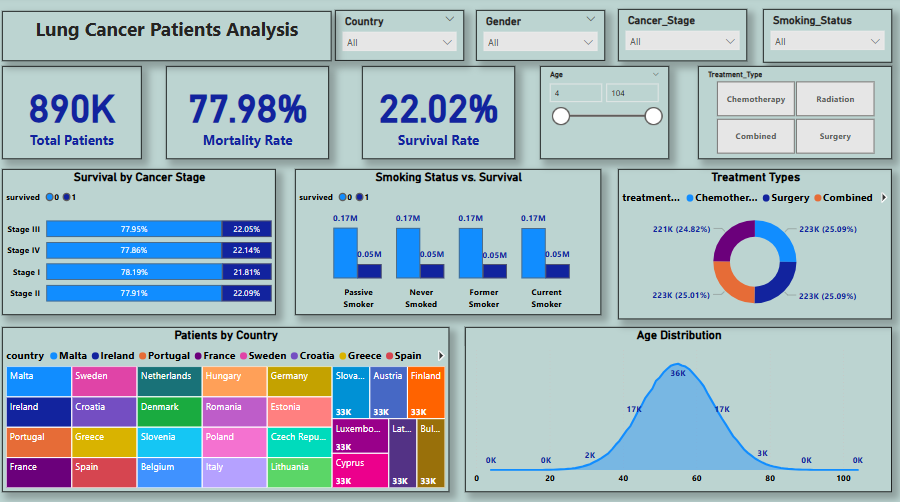 Lung Cancer Patients Analysis
Country
All
Gender
All
Cancer_Stage
All
Smoking_Status
All
890K
Total Patients
77.98%
Mortality Rate
22.02%
Survival Rate
Age
4
104
Treatment_Type
Chemotherapy
Radiation
Combined
Surgery
Survival by Cancer Stage
survived 0 1
Stage III 77.95% 22.05%
Stage IV 77.86% 22.14%
Stage I 78.19% 21.81%
Stage II 77.91% 22.09%
Smoking Status vs. Survival
survived 0 1
0.17M 0.17M 0.17M 0.17M
0.05M 0.05M 0.05M 0.05M
Passive Smoker
Never Smoked
Former Smoker
Current Smoker
Treatment Types
treatment... Chemother... Surgery Combined
221K (24.82%)
223K (25.09%)
223K (25.01%)
223K (25.09%)
Patients by Country
country Malta Ireland Portugal France Sweden Croatia Greece Spain
Malta
Ireland
Portugal
France
Sweden
Croatia
Greece
Spain
Netherlands
Denmark
Slovenia
Belgium
Hungary
Romania
Poland
Italy
Germany
Estonia
Czech Repu...
Lithuania
Slova...
33K
Austria
33K
Finland
33K
Luxembo...
33K
Cyprus
33K
Lat...
33K
Bul...
33K
Age Distribution
0K 0K 2K 17K 36K 17K 3K 0K 0K
0 20 40 60 80 100